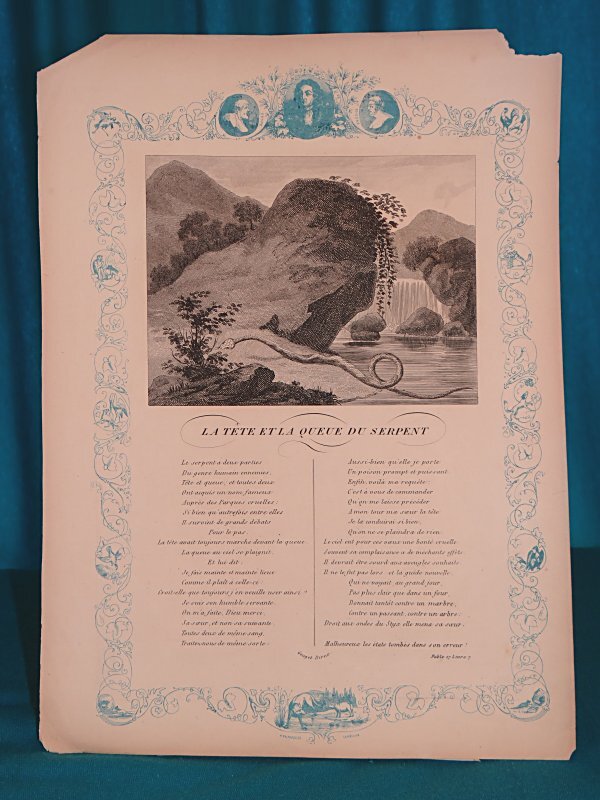 LA TÊTE ET LA QUEUE DU SERPENT
Le serpent a deux parties
Du genre humain ennemies,
Tête et queue; et toutes deux
Ont acquis un nom fameux
Auprès des Parques cruelles:
Si bien qu'autrefois entre elles
Il survint de grands débats
Pour le pas.
La tête avait toujours marché devant la queue
La queue au ciel se plaignit,
Et lui dit:
Je fais mainte et mainte lieue
Comme il plait à celle-ci
Croit-elle que toujours j'en veuille user ainsi?
Je suis son humble servante.
On m'a faite, Dieu merci,
Sa sœur, et non sa suivante.
Toutes deux de même sang,
Traitez-nous de même sorte.
Aussi-bien qu'elle je porte
Un poison prompt et puissant.
Enfin, voilà ma requête:
C'est à vous de commander
Qu'on me laisse précéder
A mon tour ma sœur la tête
Je la conduirai si bien,
Qu'on ne se plaindra de rien.
Le ciel eut pour ces vœux une bonté cruelle.
Souvent sa complaisance a de méchants effets.
Il devrait être sourd aux aveugles souhaits
Il ne le fut pas lors: et la guide nouvelle
Qui ne voyait au grand jour,
Pas plus clair que dans un four
Donnait tantôt contre un marbre,
Contre un passant, contre un arbre:
Droit aux ondes du Styx elle mena sa sœur.
Malheureux les états tombés dans son erreur!
Fable 17 Livre 7